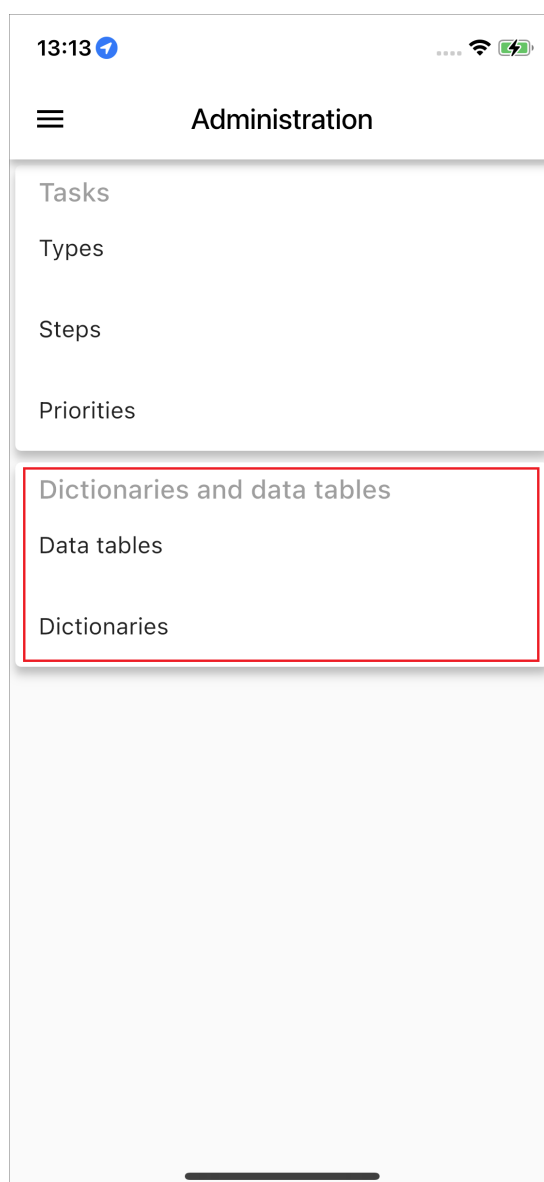 13:13
Administration
Tasks
Types
Steps
Priorities
Dictionaries and data tables
Data tables
Dictionaries